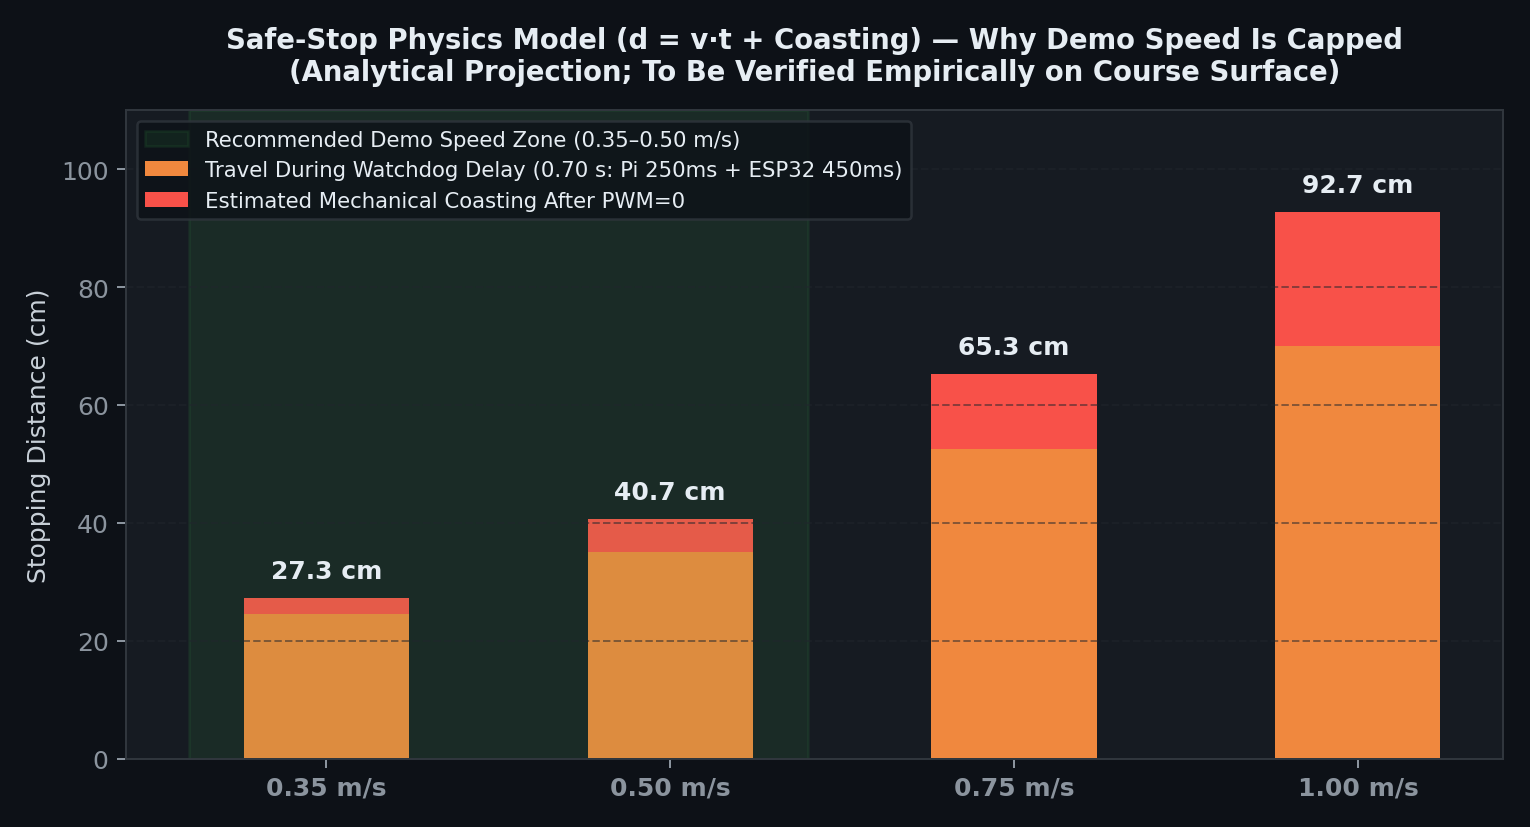 Safe-Stop Physics Model (d = v·t + Coasting) — Why Demo Speed Is Capped
(Analytical Projection; To Be Verified Empirically on Course Surface)
Recommended Demo Speed Zone (0.35–0.50 m/s)
Travel During Watchdog Delay (0.70 s: Pi 250ms + ESP32 450ms)
Estimated Mechanical Coasting After PWM=0
Stopping Distance (cm)
100
80
60
40
20
0
27.3 cm
40.7 cm
65.3 cm
92.7 cm
0.35 m/s
0.50 m/s
0.75 m/s
1.00 m/s